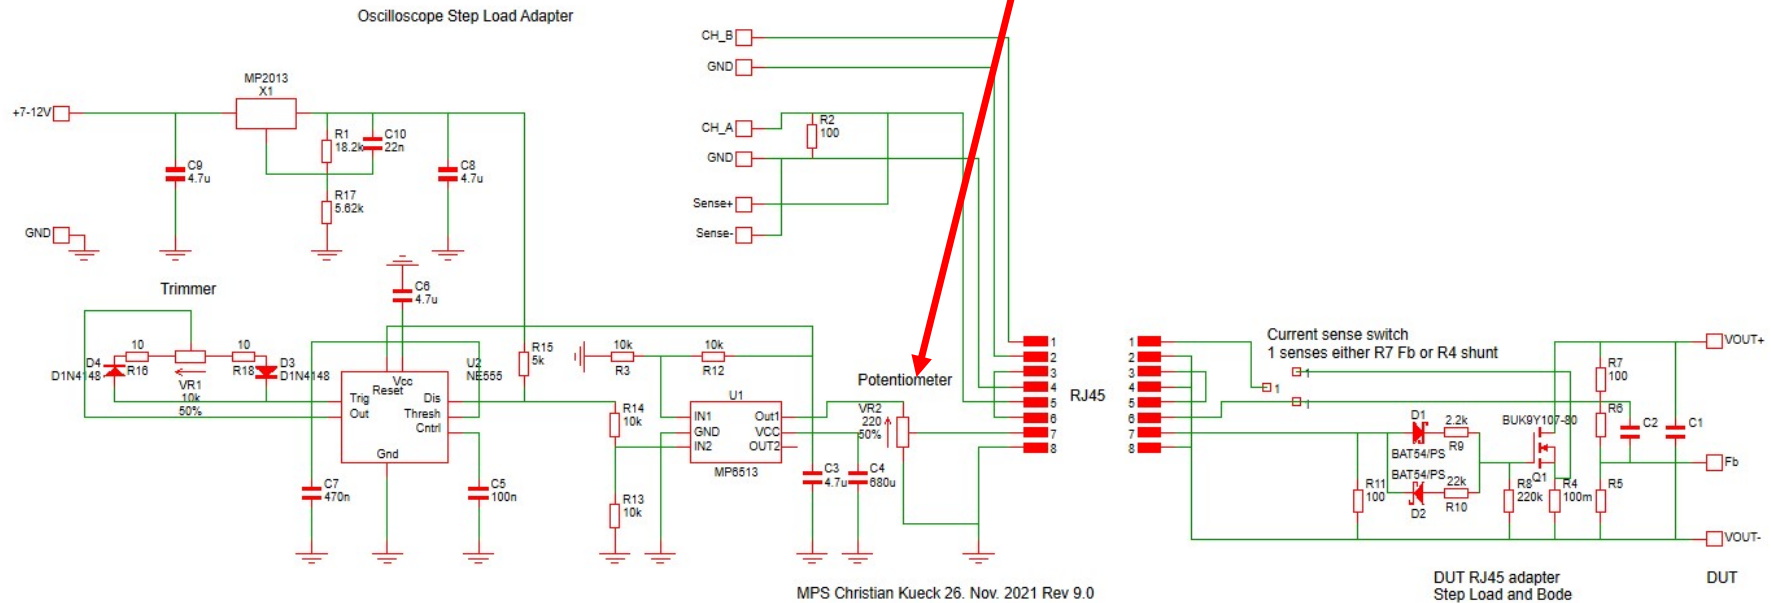 Oscilloscope Step Load Adapter
CH_B
GND
MP2013
X1
+7-12V
R1
18.2k
C10
22n
CH_A
R2
100
GND
C9
4.7u
C8
4.7u
R17
5.62k
Sense+
Sense-
GND
Trimmer
C6
4.7u
D4
D1N4148
10
R16
VR1
10k
50%
10
R18
D3
D1N4148
U2
NE555
Reset
Vcc
Trig
Out
Dis
Thresh
Cntrl
Gnd
R15
5k
10k
R3
10k
R12
Potentiometer
U1
IN1
GND
IN2
Out1
VCC
OUT2
MP6513
R14
10k
R13
10k
VR2
220
50%
C7
470n
C5
100n
C3
4.7u
C4
680u
1
2
3
4
5
6
7
8
RJ45
1
2
3
4
5
6
7
8
Current sense switch
1 senses either R7 Fb or R4 shunt
1
1
1
VOUT+
R7
100
R6
C2
C1
D1
BAT54/PS
2.2k
R9
BUK9Y107-80
Q1
BAT54/PS
D2
22k
R10
Fb
R11
100
R8
220k
R4
100m
R5
VOUT-
DUT RJ45 adapter
Step Load and Bode
DUT
MPS Christian Kueck 26. Nov. 2021 Rev 9.0